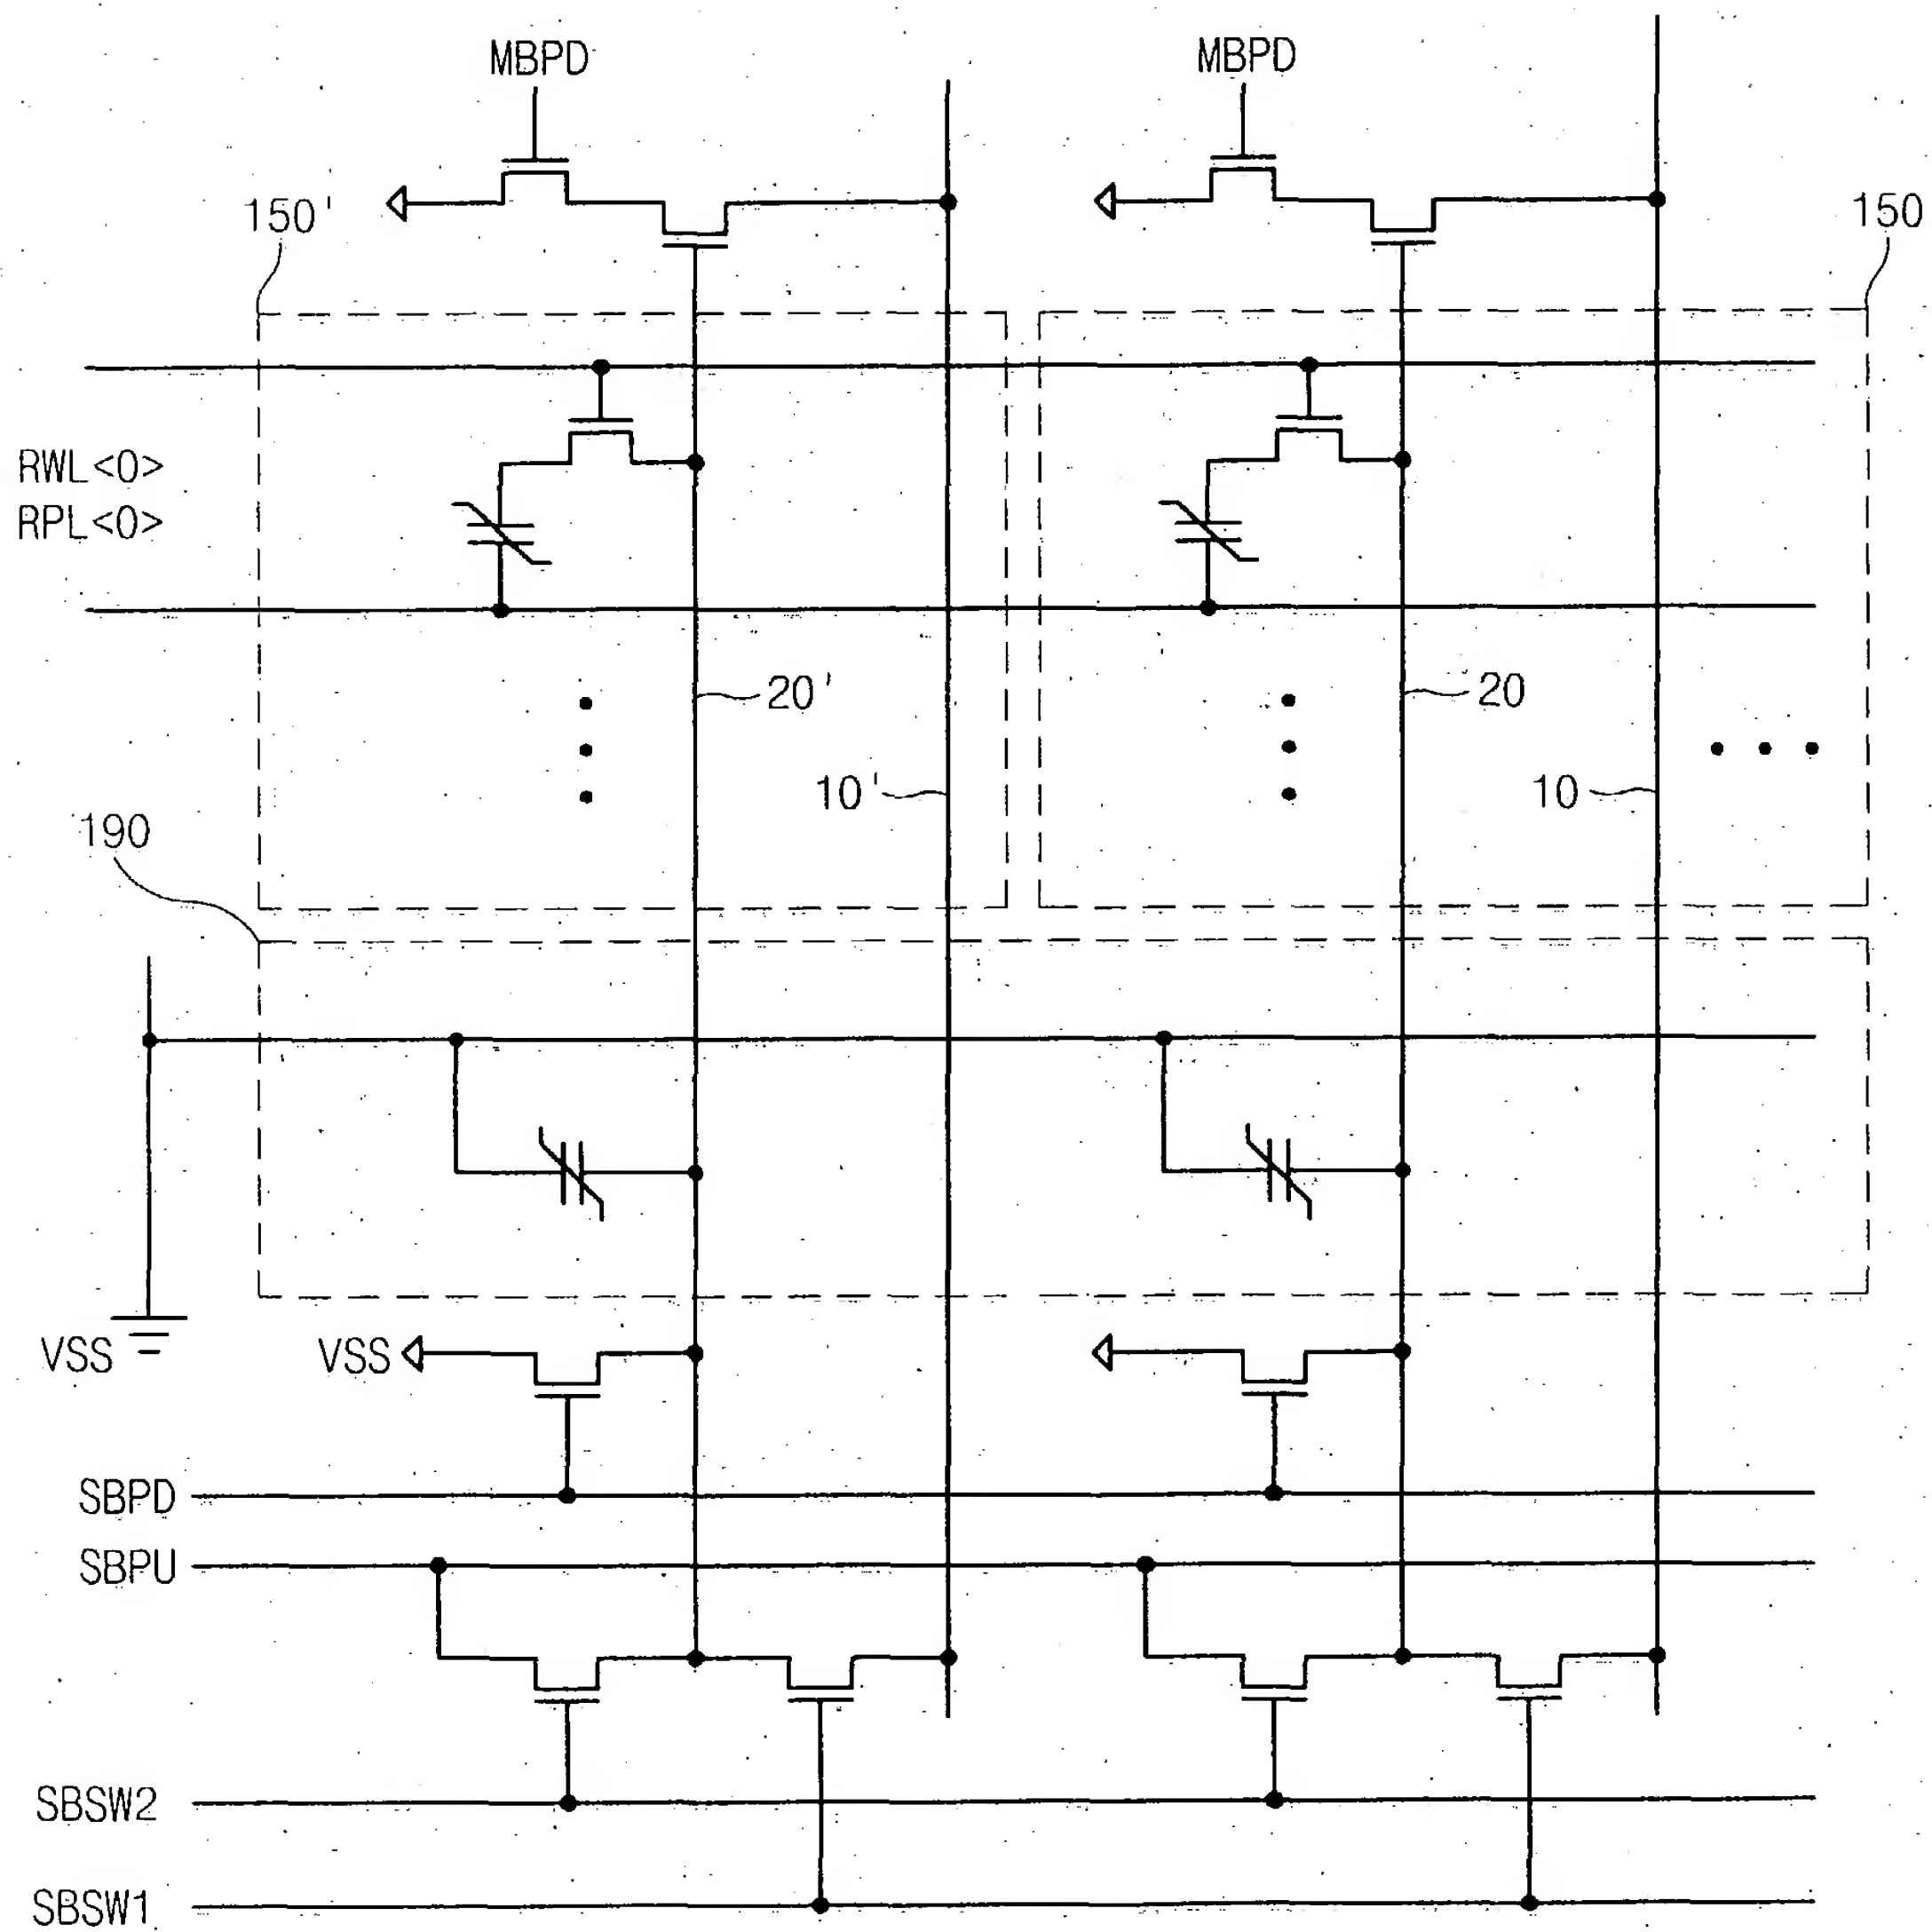 MBPD
MBPD
150'
150
RWL<0>
RPL<0>
20'
20
10'
10
190
VSS
VSS
SBPD
SBPU
SBSW2
SBSW1